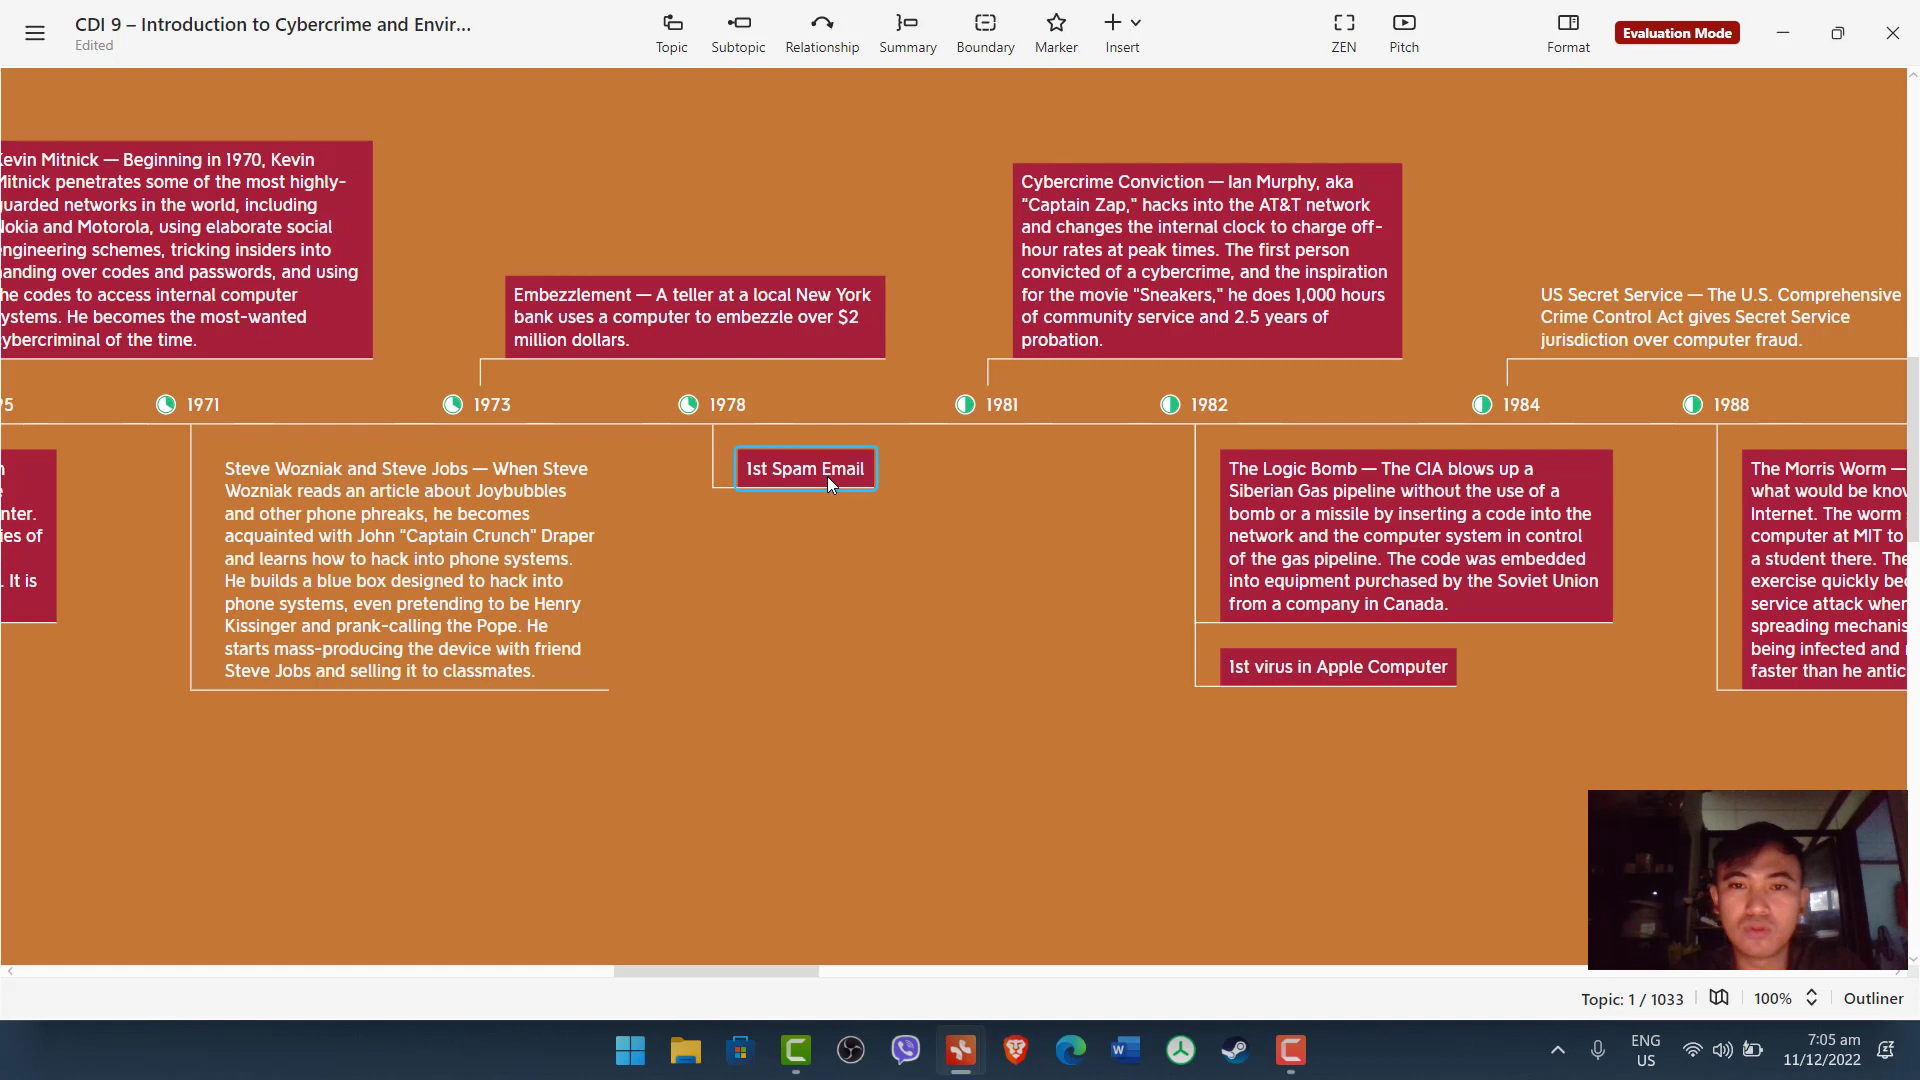 CDI 9 – Introduction to Cybercrime and Envir...
Edited
Topic
Subtopic
Relationship
Summary
Boundary
Marker
Insert
ZEN
Pitch
Format
Evaluation Mode
Kevin Mitnick — Beginning in 1970, Kevin
Mitnick penetrates some of the most highly-
guarded networks in the world, including
Nokia and Motorola, using elaborate social
engineering schemes, tricking insiders into
handing over codes and passwords, and using
the codes to access internal computer
systems. He becomes the most-wanted
cybercriminal of the time.
Embezzlement — A teller at a local New York
bank uses a computer to embezzle over $2
million dollars.
Cybercrime Conviction — Ian Murphy, aka
"Captain Zap," hacks into the AT&T network
and changes the internal clock to charge off-
hour rates at peak times. The first person
convicted of a cybercrime, and the inspiration
for the movie "Sneakers," he does 1,000 hours
of community service and 2.5 years of
probation.
US Secret Service — The U.S. Comprehensive
Crime Control Act gives Secret Service
jurisdiction over computer fraud.
5
1971
1973
1978
1981
1982
1984
1988
nter.
ies of
. It is
Steve Wozniak and Steve Jobs — When Steve
Wozniak reads an article about Joybubbles
and other phone phreaks, he becomes
acquainted with John "Captain Crunch" Draper
and learns how to hack into phone systems.
He builds a blue box designed to hack into
phone systems, even pretending to be Henry
Kissinger and prank-calling the Pope. He
starts mass-producing the device with friend
Steve Jobs and selling it to classmates.
1st Spam Email
The Logic Bomb — The CIA blows up a
Siberian Gas pipeline without the use of a
bomb or a missile by inserting a code into the
network and the computer system in control
of the gas pipeline. The code was embedded
into equipment purchased by the Soviet Union
from a company in Canada.
1st virus in Apple Computer
The Morris Worm —
what would be know
Internet. The worm
computer at MIT to
a student there. The
exercise quickly bec
service attack when
spreading mechanis
being infected and
faster than he antic
Topic: 1 / 1033
100%
Outliner
ENG
US
7:05 am
11/12/2022